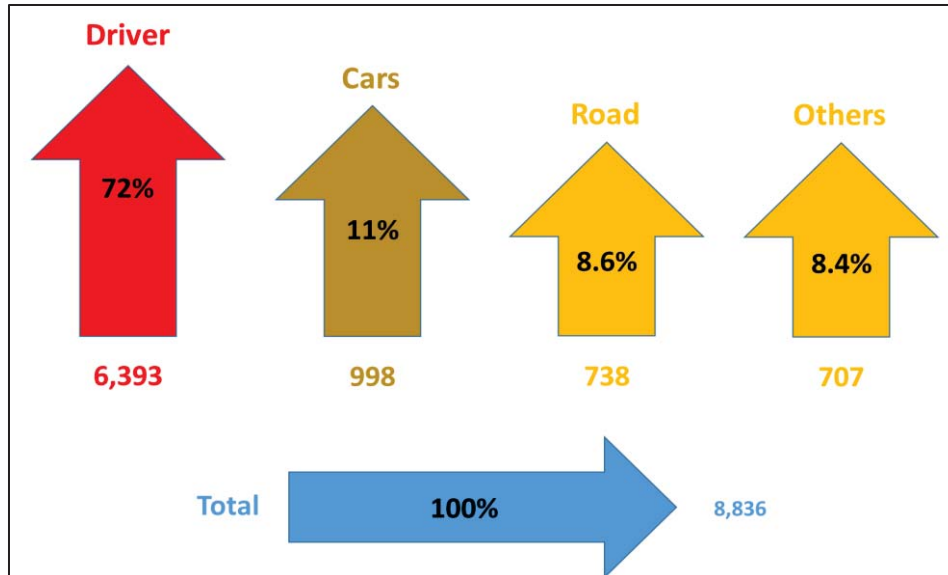 Driver
Cars
Road
Others
72%
11%
8.6%
8.4%
6,393
998
738
707
Total
100%
8,836